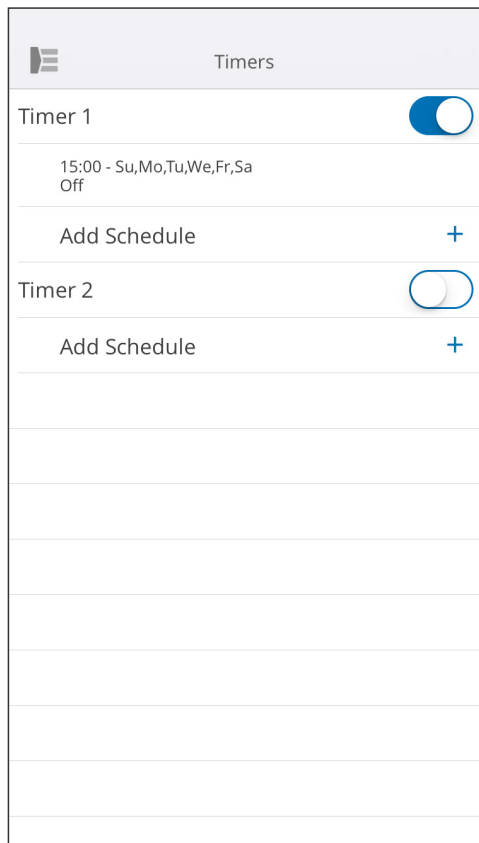 Timers
Timer 1
15:00 - Su,Mo,Tu,We,Fr,Sa
Off
Add Schedule +
Timer 2
Add Schedule +